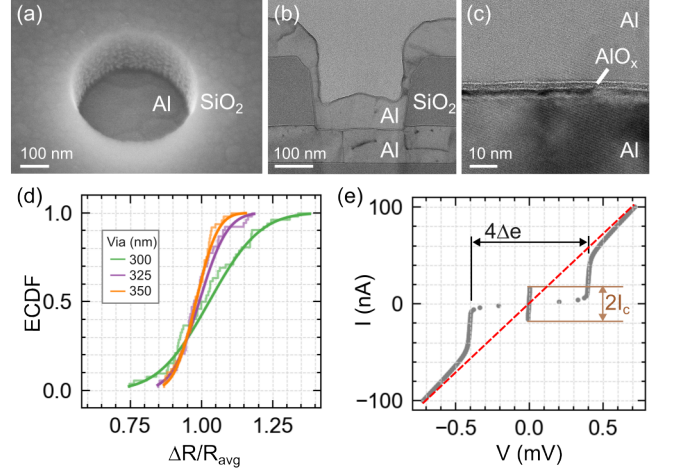 (a)
Al
SiO₂
100 nm
(b)
SiO₂
Al
Al
100 nm
(c)
Al
AlOₓ
Al
10 nm
(d)
ECDF
1.0
0.5
0.0
Via (nm)
300
325
350
0.75
1.00
1.25
ΔR/Rₐᵥg
(e)
I (nA)
100
0
−100
4Δe
2I_c
−0.5
0.0
0.5
V (mV)